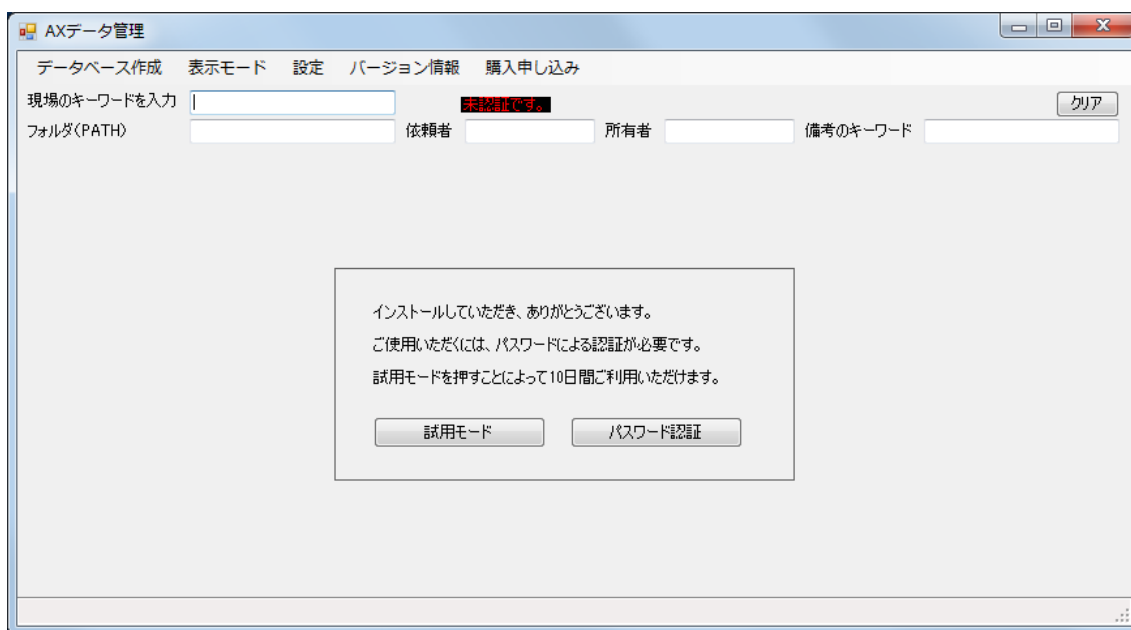 AXデータ管理
データベース作成 表示モード 設定 バージョン情報 購入申し込み
現場のキーワードを入力 未認証です。 クリア
フォルダ(PATH) 依頼者 所有者 備考のキーワード
インストールしていただき、ありがとうございます。
ご使用いただくには、パスワードによる認証が必要です。
試用モードを押すことによって10日間ご利用いただけます。
試用モード パスワード認証